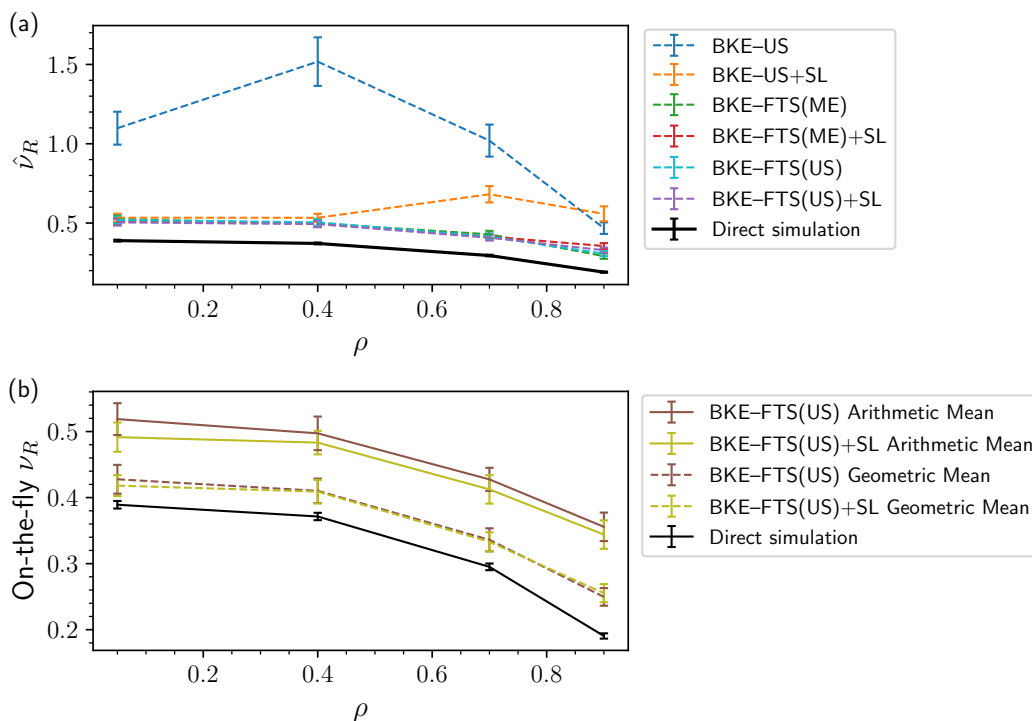 (a)
1.5
1.0
0.5
ν̂_R
0.2
0.4
0.6
0.8
ρ
BKE–US
BKE–US+SL
BKE–FTS(ME)
BKE–FTS(ME)+SL
BKE–FTS(US)
BKE–FTS(US)+SL
Direct simulation
(b)
0.5
0.4
0.3
0.2
On-the-fly ν_R
0.2
0.4
0.6
0.8
ρ
BKE–FTS(US) Arithmetic Mean
BKE–FTS(US)+SL Arithmetic Mean
BKE–FTS(US) Geometric Mean
BKE–FTS(US)+SL Geometric Mean
Direct simulation